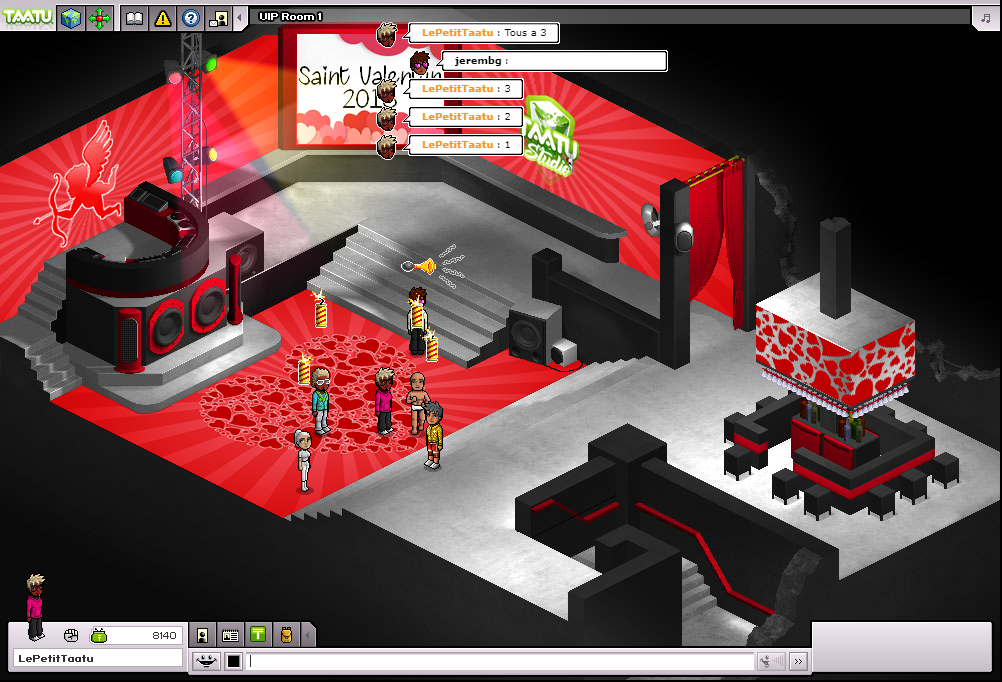 TAATU
VIP Room 1
LePetitTaatu : Tous a 3
jerembg :
Saint Valentin
201
LePetitTaatu : 3
LePetitTaatu : 2
LePetitTaatu : 1
TAATU
Studio
8140
T
LePetitTaatu
>>